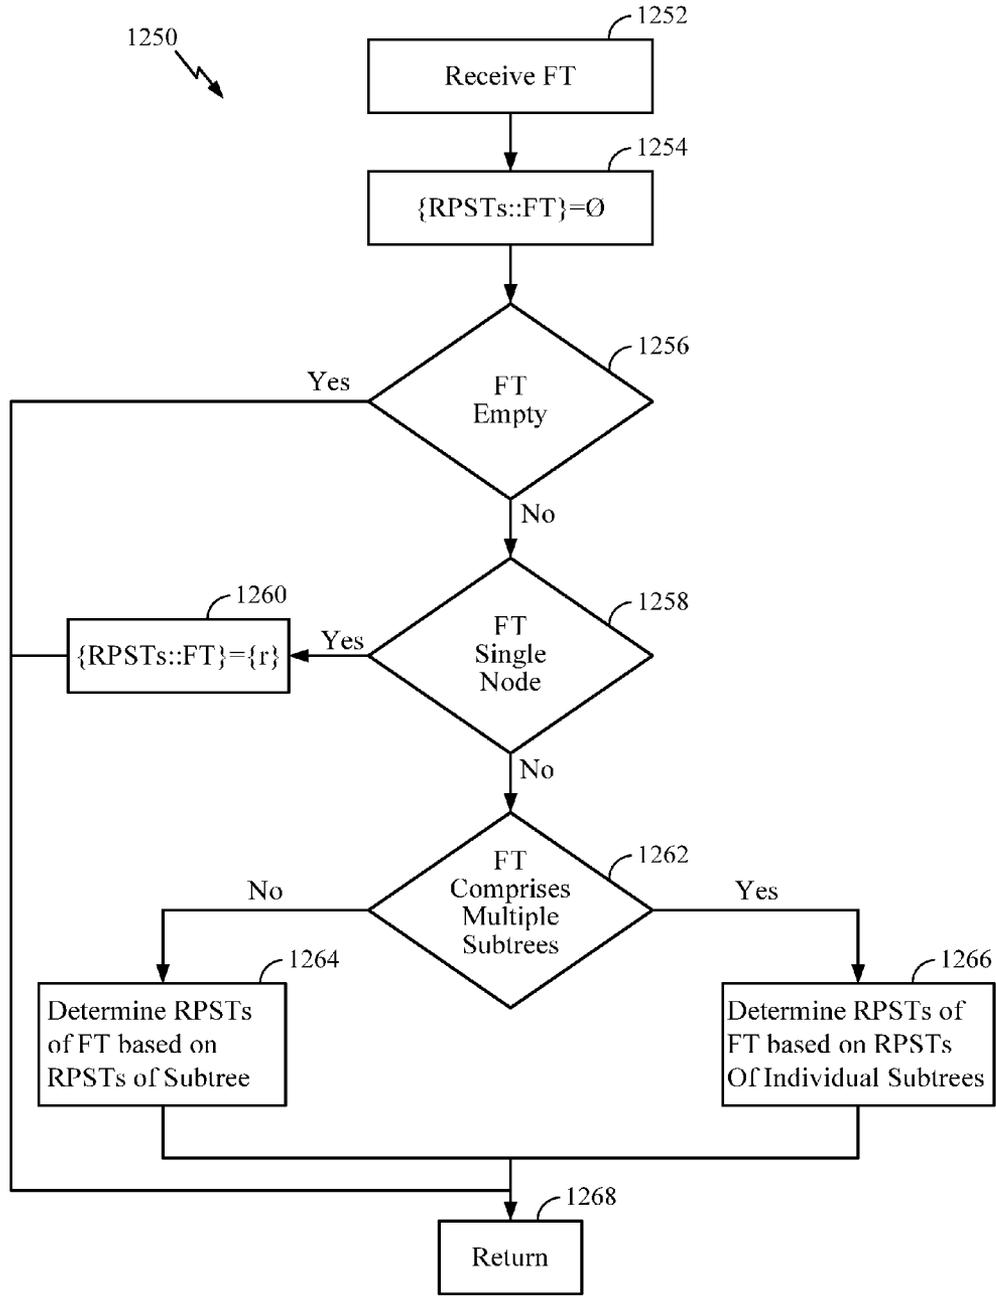 1250
1252
Receive FT
1254
{RPSTs::FT}=Ø
1256
Yes
FT
Empty
No
1260
1258
{RPSTs::FT}={r}
Yes
FT
Single
Node
No
1262
No
FT
Comprises
Multiple
Subtrees
Yes
1264
1266
Determine RPSTs
of FT based on
RPSTs of Subtree
Determine RPSTs of
FT based on RPSTs
Of Individual Subtrees
1268
Return